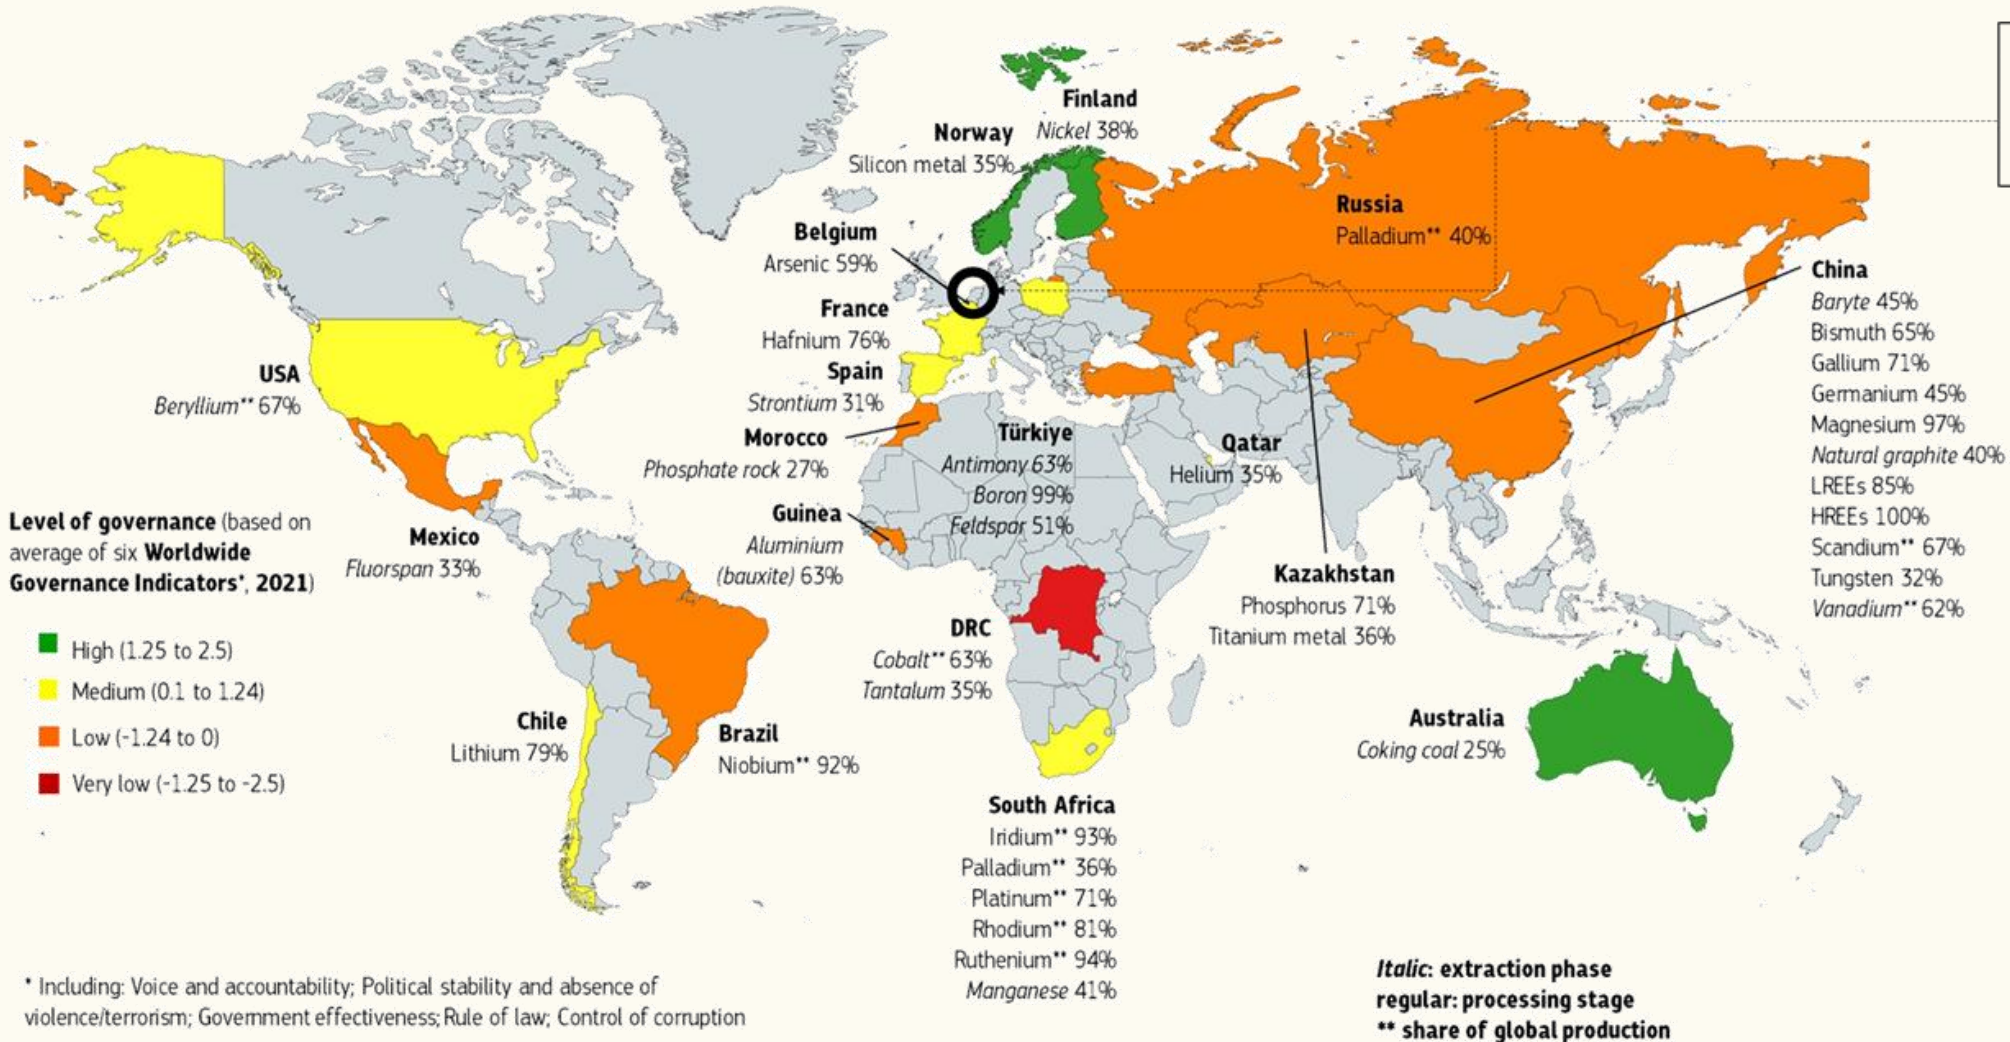 Finland
Nickel 38%
Norway
Silicon metal 35%
Russia
Palladium** 40%
Belgium
Arsenic 59%
China
Baryte 45%
Bismuth 65%
Gallium 71%
Germanium 45%
Magnesium 97%
Natural graphite 40%
LREEs 85%
HREEs 100%
Scandium** 67%
Tungsten 32%
Vanadium** 62%
France
Hafnium 76%
Spain
Strontium 31%
USA
Beryllium** 67%
Morocco
Phosphate rock 27%
Türkiye
Antimony 63%
Boron 99%
Feldspar 51%
Qatar
Helium 35%
Guinea
Aluminium
(bauxite) 63%
Mexico
Fluorspan 33%
Level of governance (based on
average of six Worldwide
Governance Indicators*, 2021)
High (1.25 to 2.5)
Medium (0.1 to 1.24)
Low (-1.24 to 0)
Very low (-1.25 to -2.5)
Kazakhstan
Phosphorus 71%
Titanium metal 36%
DRC
Cobalt** 63%
Tantalum 35%
Chile
Lithium 79%
Brazil
Niobium** 92%
Australia
Coking coal 25%
South Africa
Iridium** 93%
Palladium** 36%
Platinum** 71%
Rhodium** 81%
Ruthenium** 94%
Manganese 41%
* Including: Voice and accountability; Political stability and absence of
violence/terrorism; Government effectiveness; Rule of law; Control of corruption
Italic: extraction phase
regular: processing stage
** share of global production